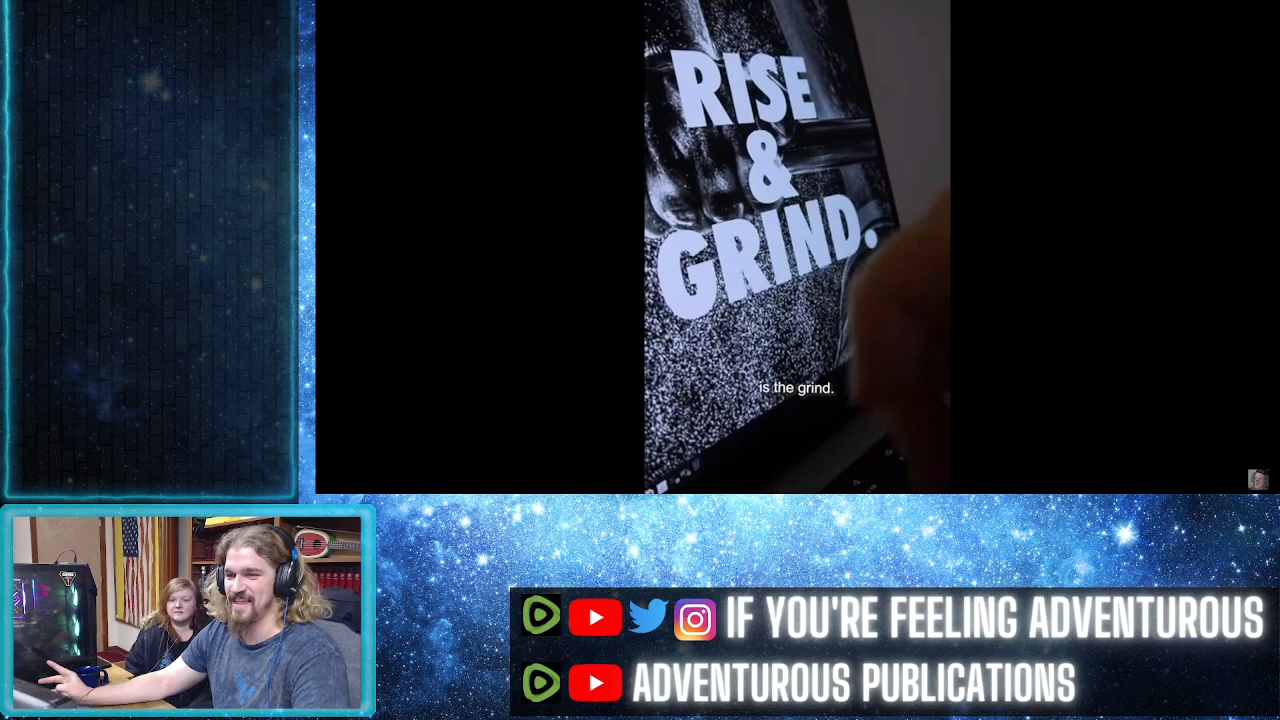 RISE
&
GRIND.
is the grind.
IF YOU'RE FEELING ADVENTUROUS
ADVENTUROUS PUBLICATIONS